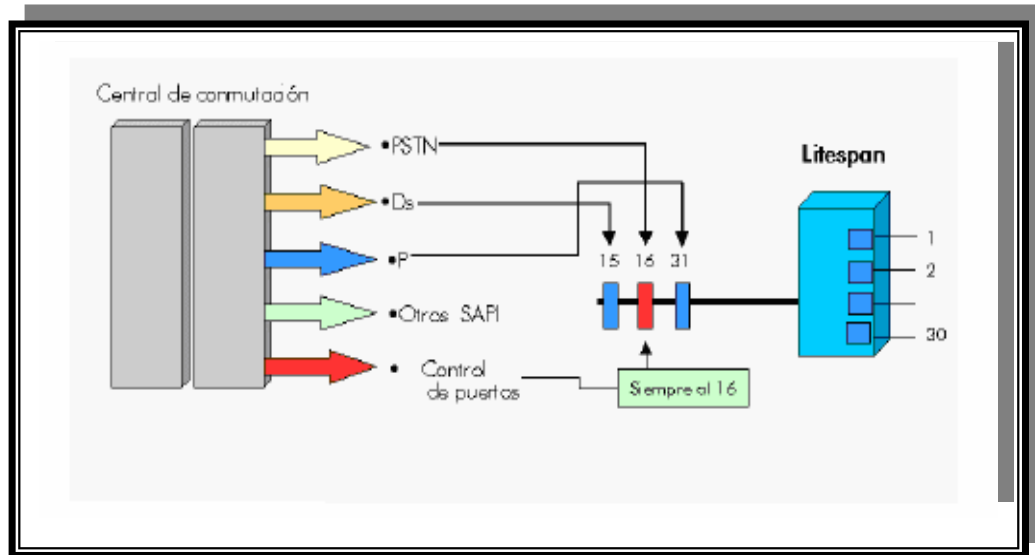 Central de conmutación
•PSTN
•Ds
•P
•Otros SAPI
• Control
de puertos
15 16 31
Siempre al 16
Litespan
1
2
30